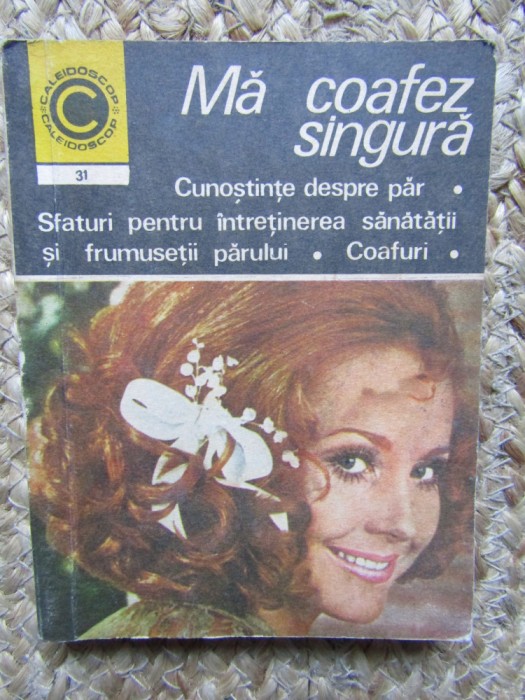 CALEIDOSCOP
C
CALEIDOSCOP
31
Mă coafez
singură
Cunoștințe despre păr •
Sfaturi pentru întreținerea sănătății
și frumuseții părului • Coafuri •